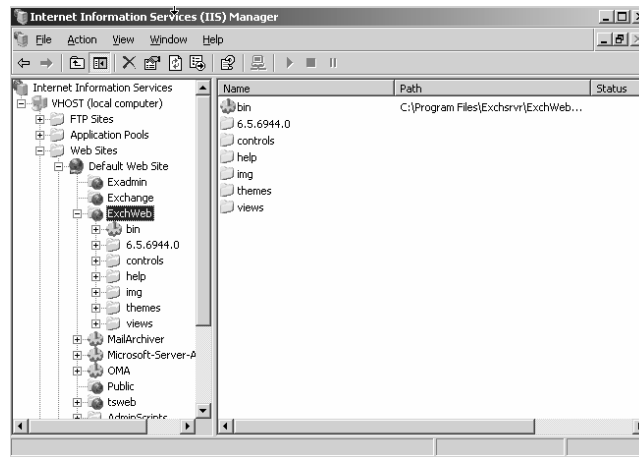 Internet Information Services (IIS) Manager
File Action View Window Help
Internet Information Services
VHOST (local computer)
FTP Sites
Application Pools
Web Sites
Default Web Site
Exadmin
Exchange
ExchWeb
bin
6.5.6944.0
controls
help
img
themes
views
MailArchiver
Microsoft-Server-A
OMA
Public
tsweb
AdminScripts
Name Path Status
bin C:\Program Files\Exchsrvr\ExchWeb...
6.5.6944.0
controls
help
img
themes
views